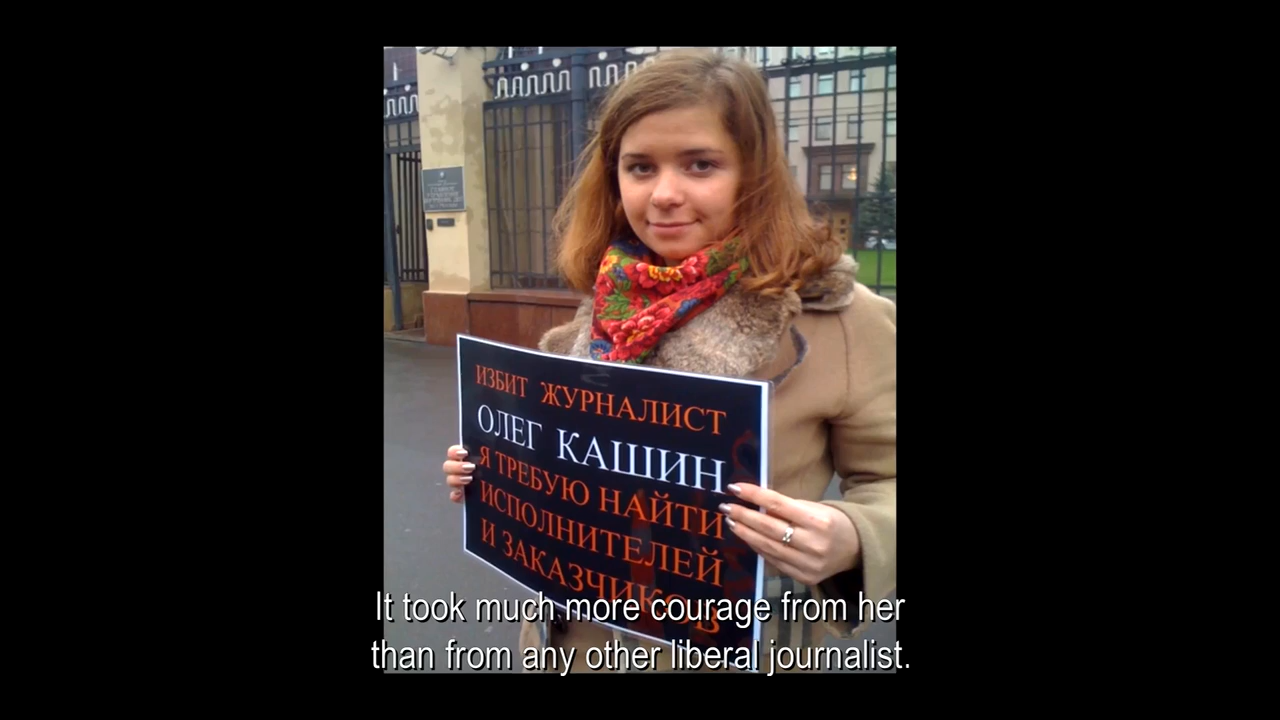 ИЗБИТ ЖУРНАЛИСТ
ОЛЕГ КАШИН
Я ТРЕБУЮ НАЙТИ
ИСПОЛНИТЕЛЕЙ
И ЗАКАЗЧИКОВ
It took much more courage from her
than from any other liberal journalist.